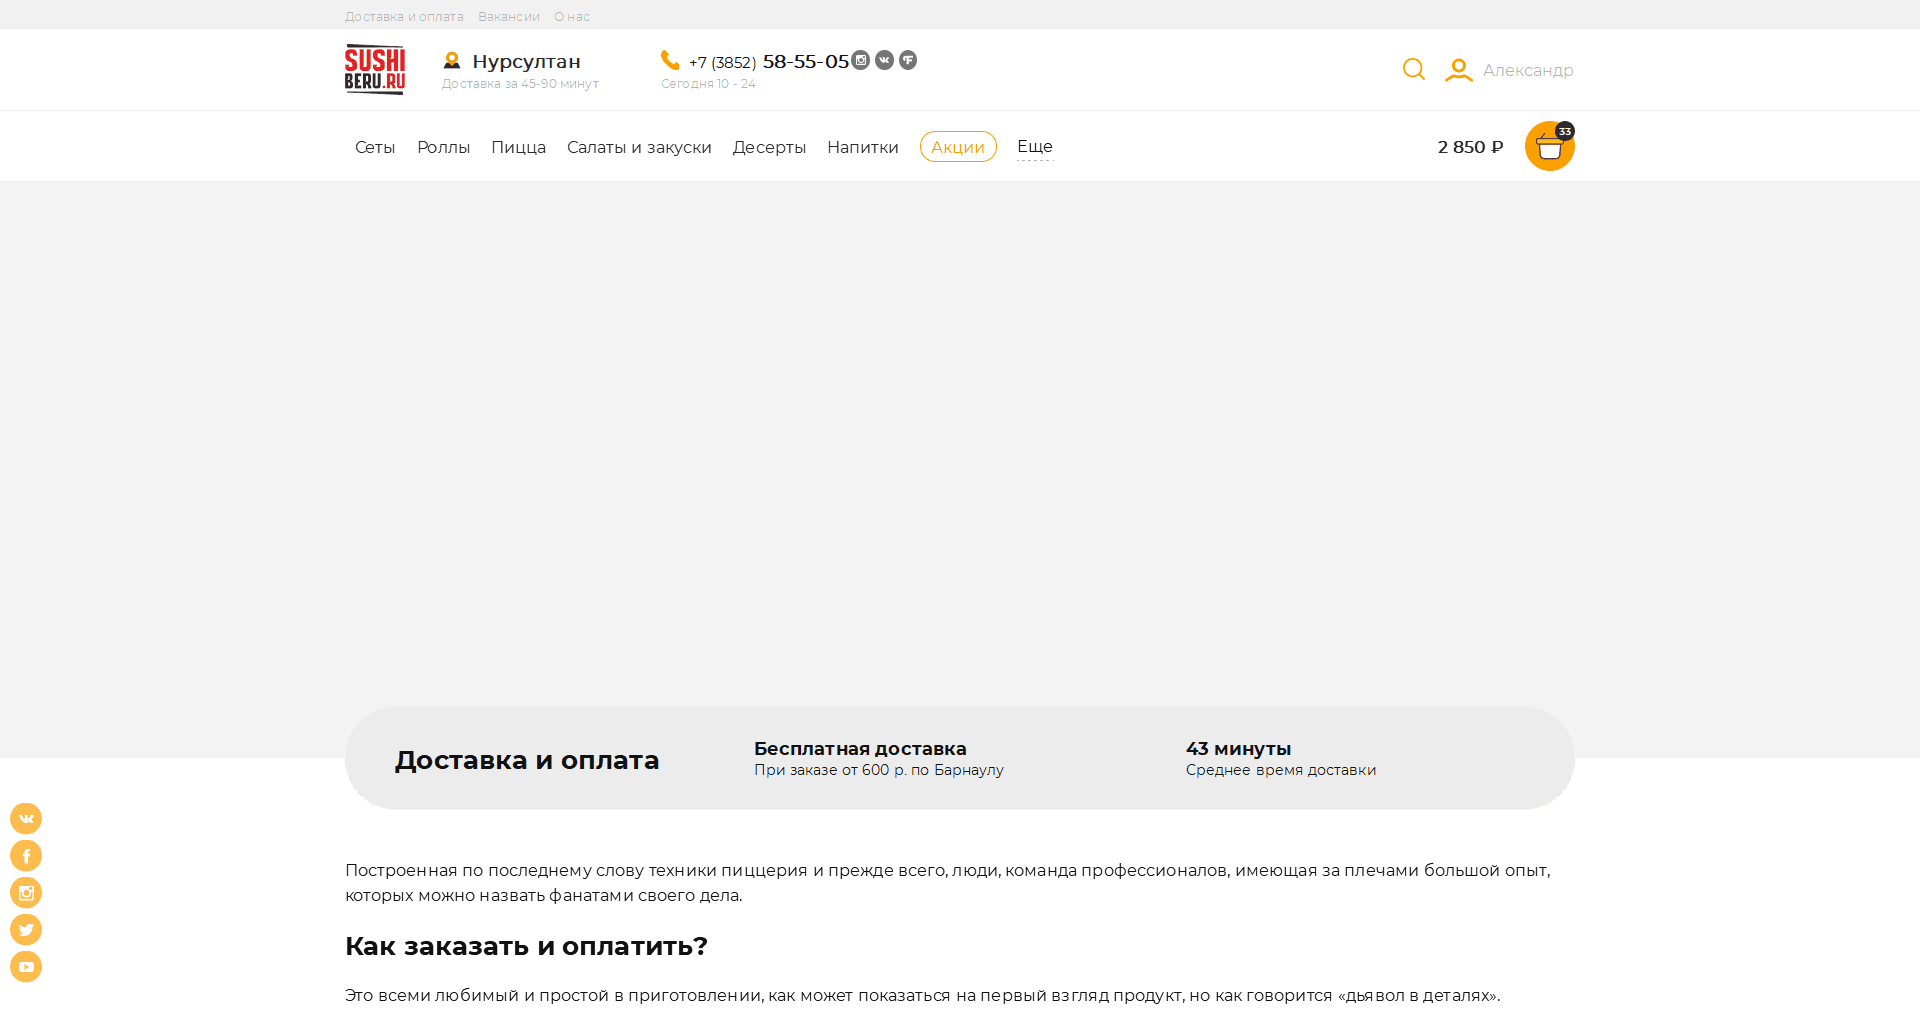 Доставка и оплата Вакансии О нас
SUSHI
BERU.RU
Нурсултан
Доставка за 45-90 минут
+7 (3852) 58-55-05
Сегодня 10 - 24
Александр
Сеты Роллы Пицца Салаты и закуски Десерты Напитки Акции Еще
2 850 ₽
33
Доставка и оплата
Бесплатная доставка
При заказе от 600 р. по Барнаулу
43 минуты
Среднее время доставки
Построенная по последнему слову техники пиццерия и прежде всего, люди, команда профессионалов, имеющая за плечами большой опыт,
которых можно назвать фанатами своего дела.
Как заказать и оплатить?
Это всеми любимый и простой в приготовлении, как может показаться на первый взгляд продукт, но как говорится «дьявол в деталях».